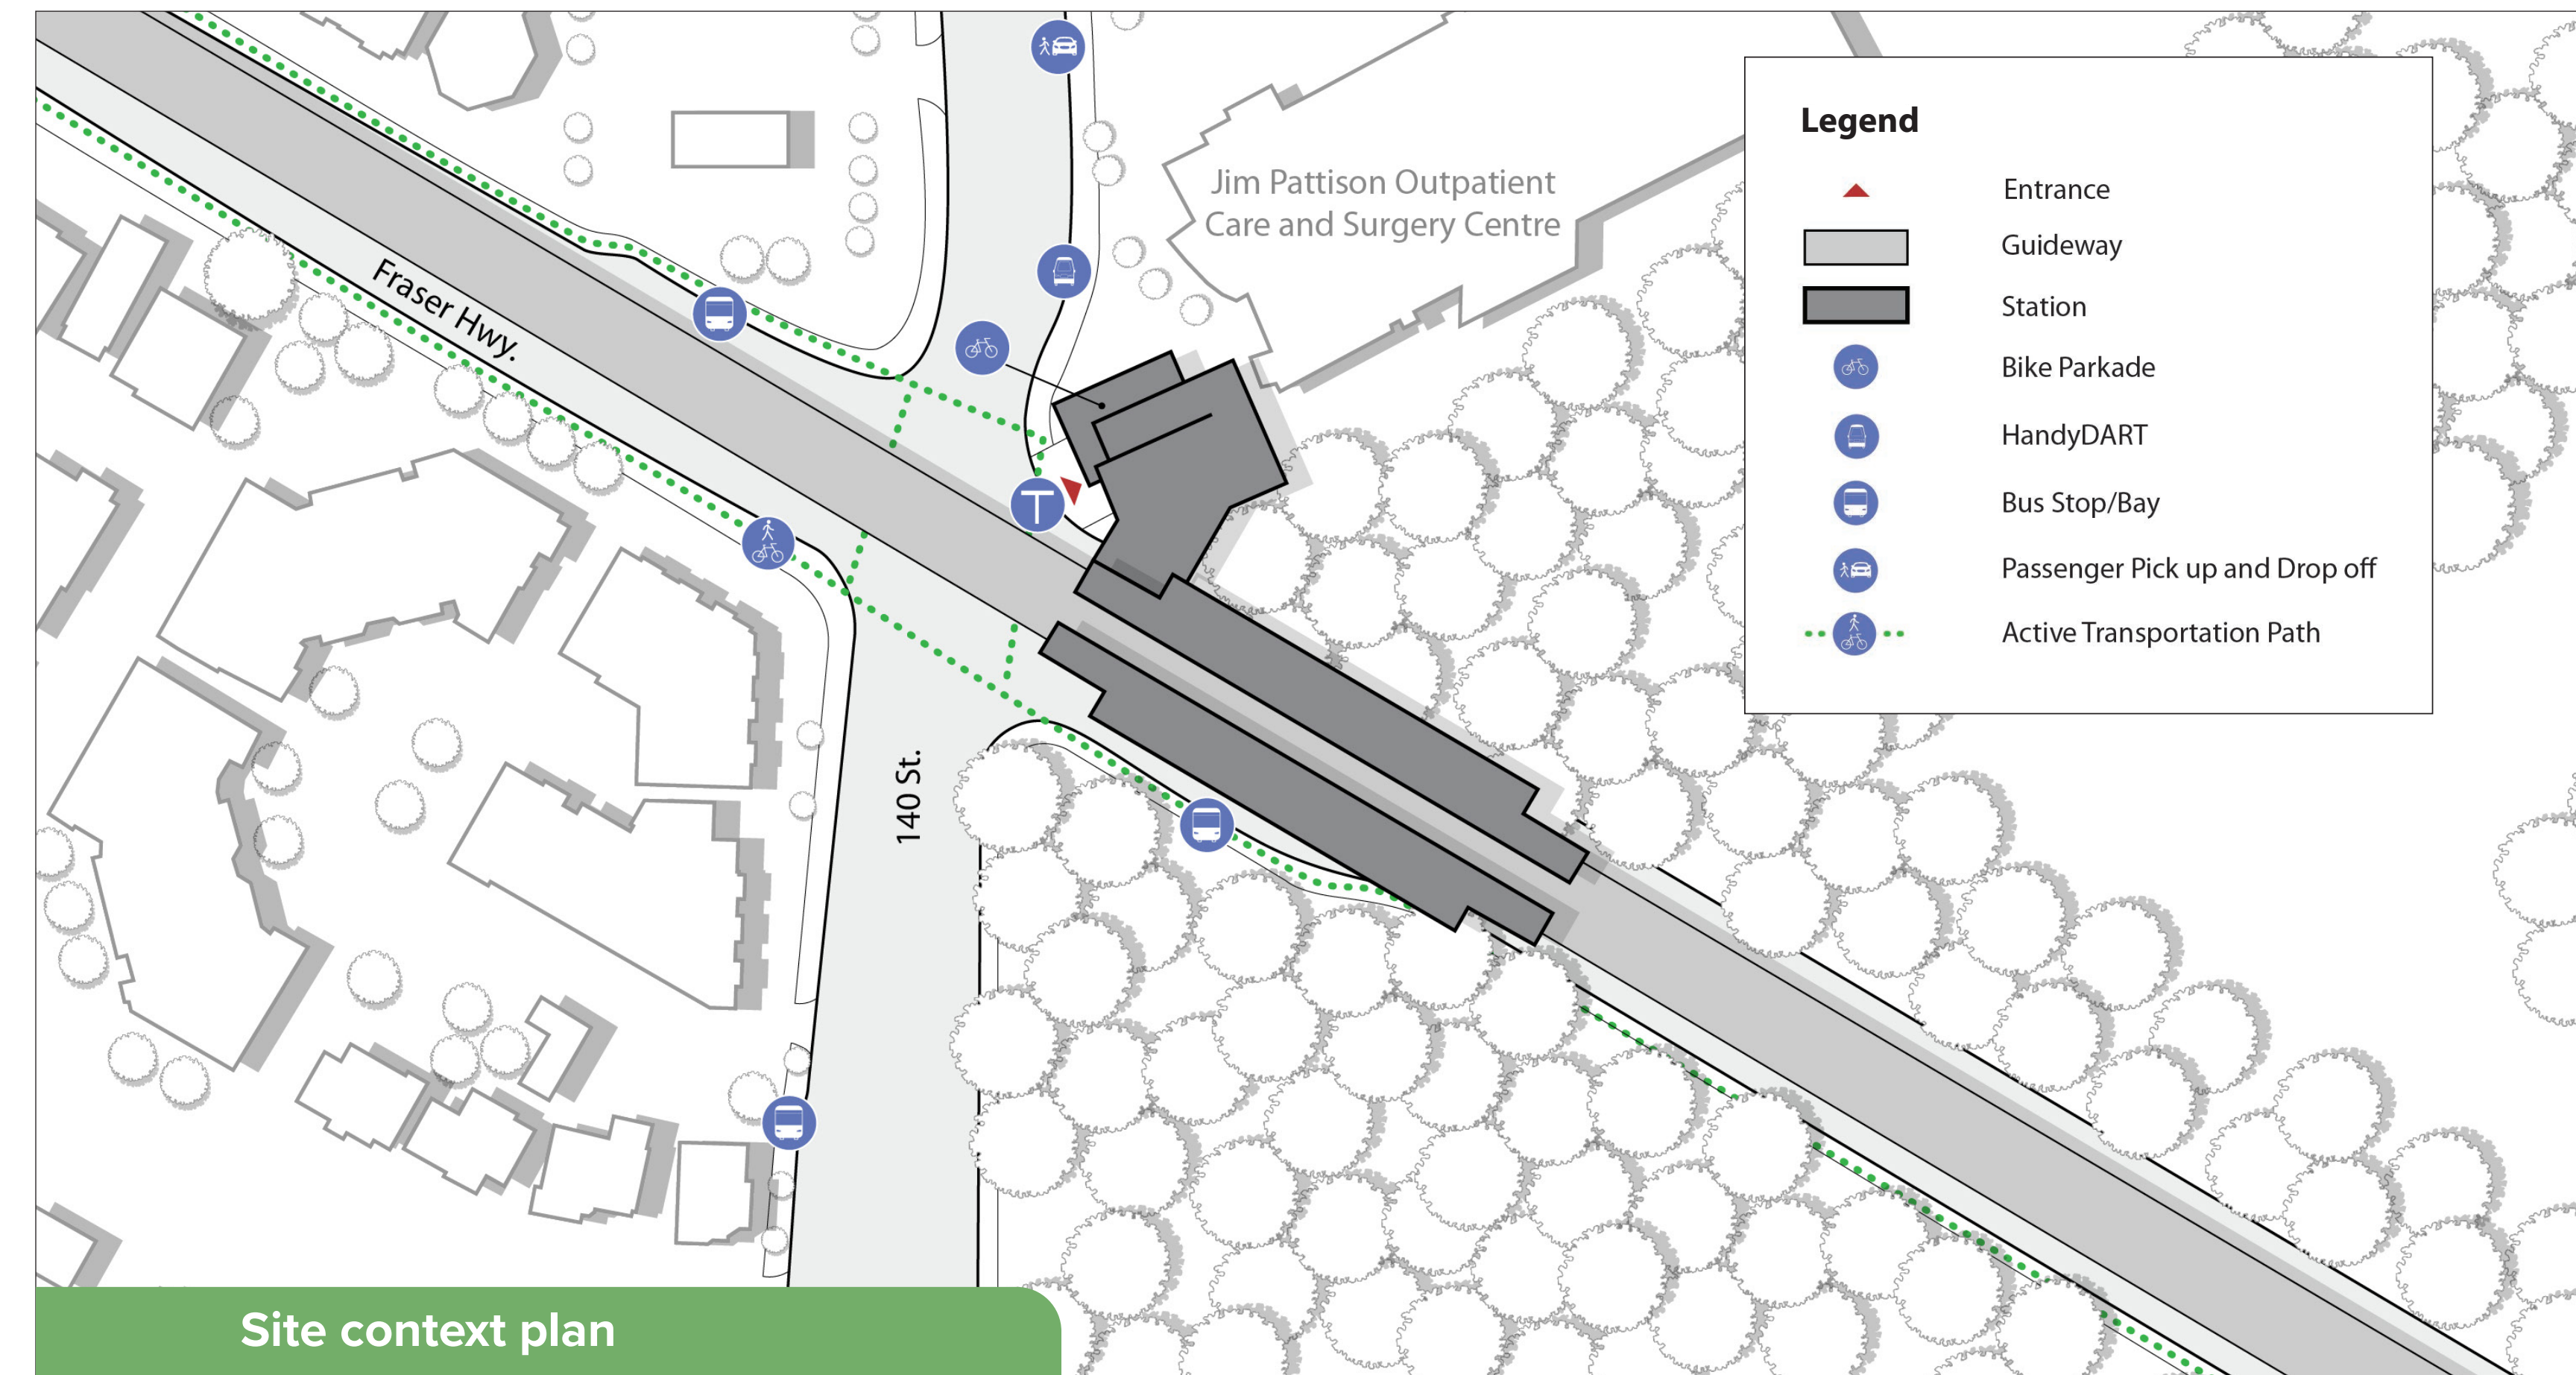 Jim Pattison Outpatient
Care and Surgery Centre
Fraser Hwy.
T
140 St.
Legend
Entrance
Guideway
Station
Bike Parkade
HandyDART
Bus Stop/Bay
Passenger Pick up and Drop off
Active Transportation Path
Site context plan